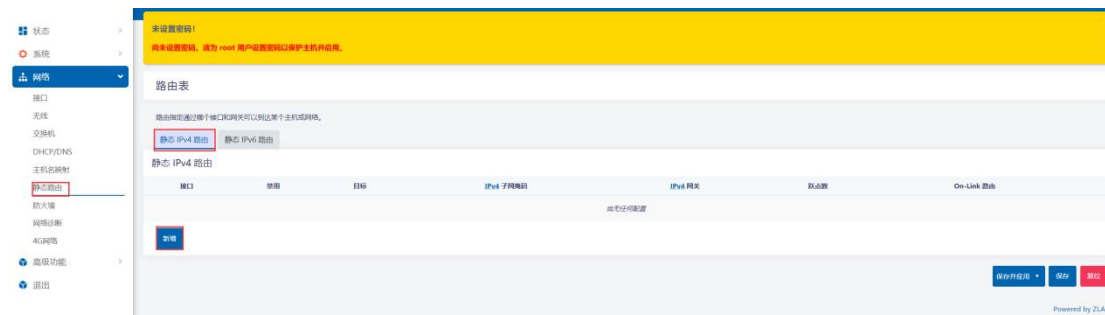 状态
系统
网络
接口
无线
交换机
DHCP/DNS
主机名映射
静态路由
防火墙
网络诊断
4G网络
高级功能
退出
未设置密码！
尚未设置密码。请为 root 用户设置密码以保护主机并启用。
路由表
路由指定通过哪个接口和网关可以到达某个主机或网络。
静态 IPv4 路由 静态 IPv6 路由
静态 IPv4 路由
接口 禁用 目标 IPv4 子网掩码 IPv4 网关 跃点数 On-Link 路由
尚无任何配置
新增
保存并应用 保存 复位
Powered by ZLA